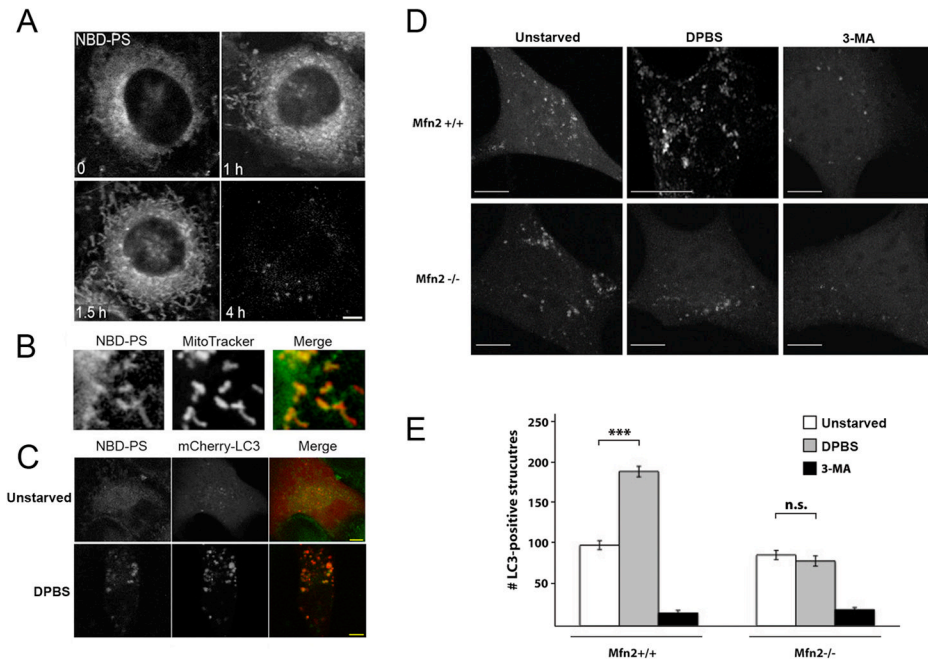 A
NBD-PS
0
1 h
1.5 h
4 h
B
NBD-PS MitoTracker Merge
C
NBD-PS mCherry-LC3 Merge
Unstarved
DPBS
D
Unstarved DPBS 3-MA
Mfn2 +/+
Mfn2 -/-
E
Unstarved
DPBS
3-MA
# LC3-positive strucutres
250
200
150
100
50
***
n.s.
Mfn2+/+ Mfn2-/-